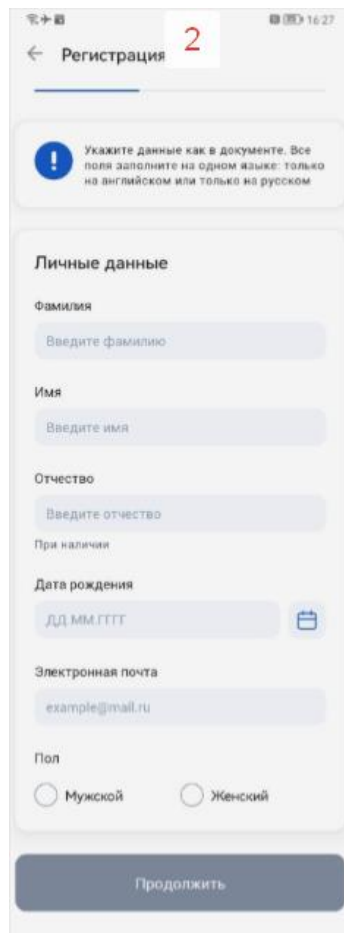 16:27
Регистрация
2
Укажите данные как в документе. Все
поля заполните на одном языке: только
на английском или только на русском
Личные данные
Фамилия
Введите фамилию
Имя
Введите имя
Отчество
Введите отчество
При наличии
Дата рождения
ДД.ММ.ГГГГ
Электронная почта
example@mail.ru
Пол
Мужской
Женский
Продолжить